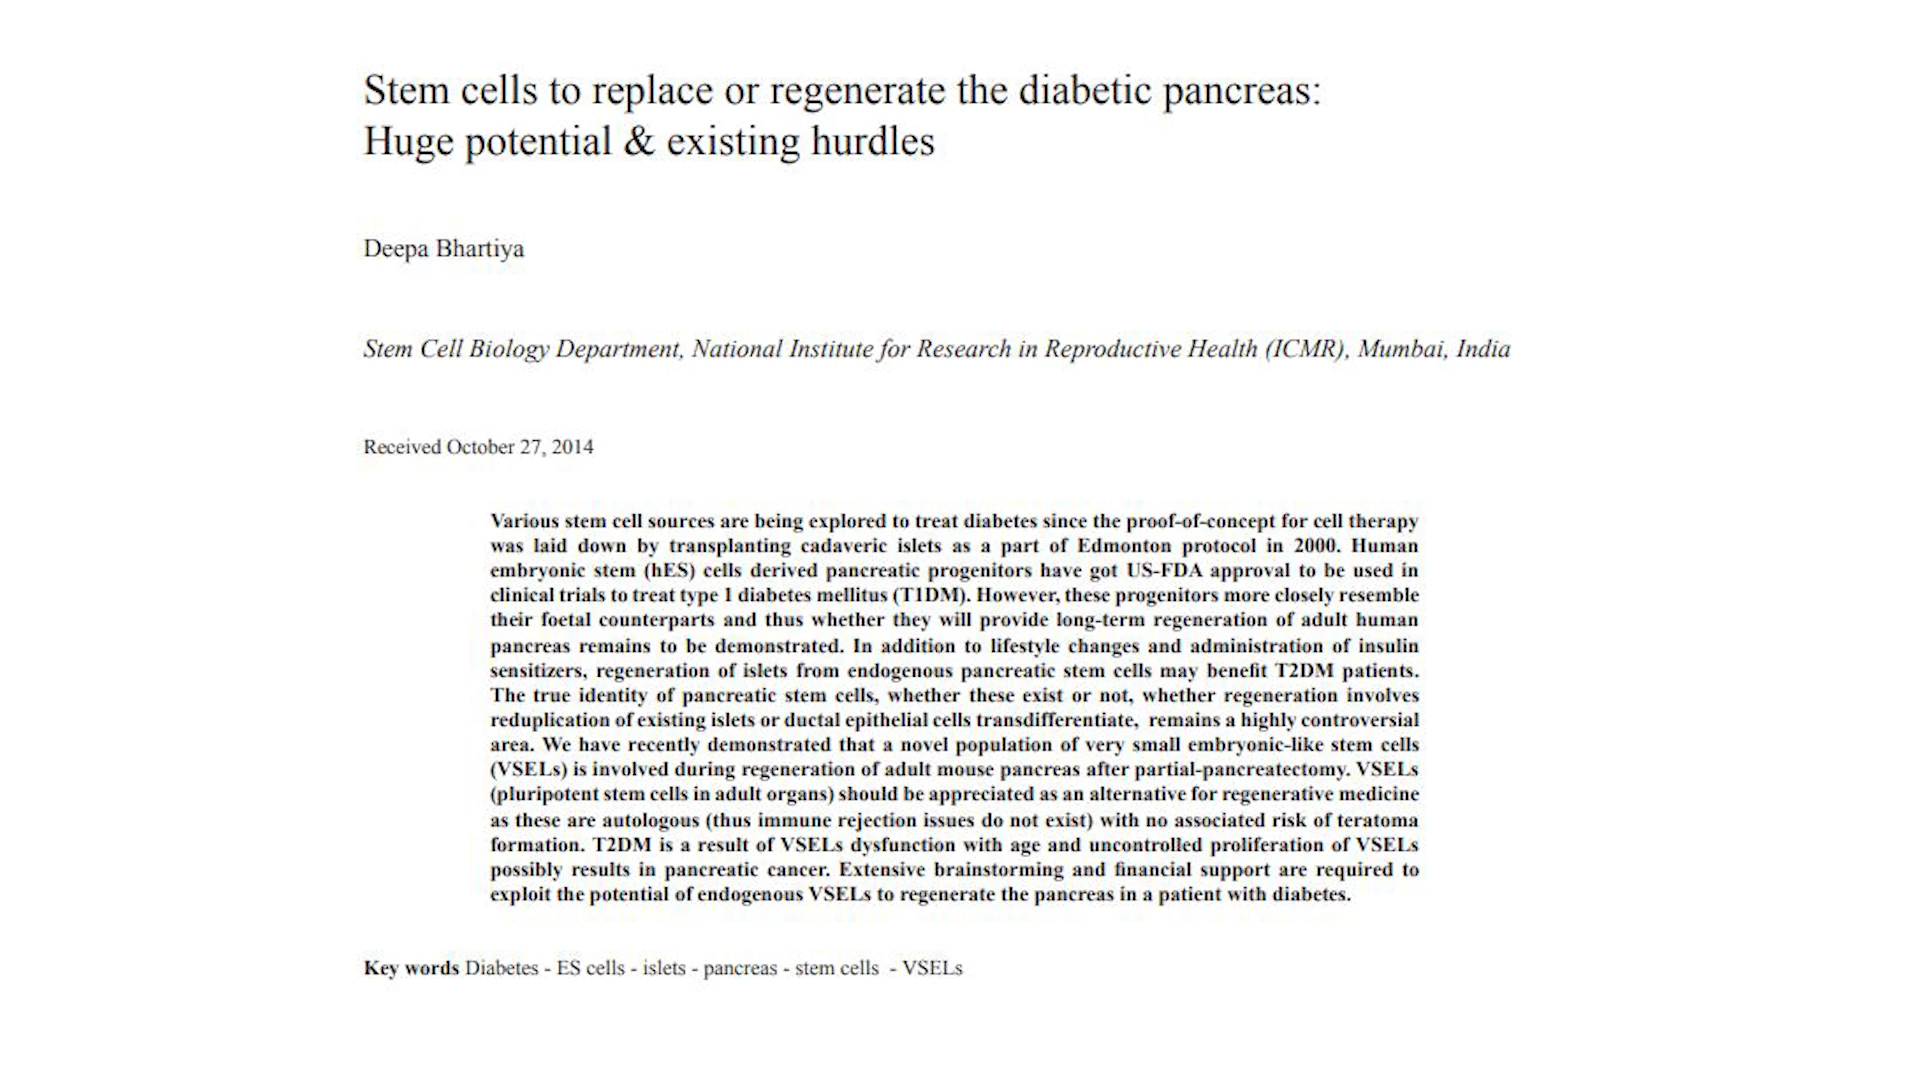 Stem cells to replace or regenerate the diabetic pancreas:
Huge potential & existing hurdles
Deepa Bhartiya
Stem Cell Biology Department, National Institute for Research in Reproductive Health (ICMR), Mumbai, India
Received October 27, 2014
Various stem cell sources are being explored to treat diabetes since the proof-of-concept for cell therapy
was laid down by transplanting cadaveric islets as a part of Edmonton protocol in 2000. Human
embryonic stem (hES) cells derived pancreatic progenitors have got US-FDA approval to be used in
clinical trials to treat type 1 diabetes mellitus (T1DM). However, these progenitors more closely resemble
their foetal counterparts and thus whether they will provide long-term regeneration of adult human
pancreas remains to be demonstrated. In addition to lifestyle changes and administration of insulin
sensitizers, regeneration of islets from endogenous pancreatic stem cells may benefit T2DM patients.
The true identity of pancreatic stem cells, whether these exist or not, whether regeneration involves
reduplication of existing islets or ductal epithelial cells transdifferentiate, remains a highly controversial
area. We have recently demonstrated that a novel population of very small embryonic-like stem cells
(VSELs) is involved during regeneration of adult mouse pancreas after partial-pancreatectomy. VSELs
(pluripotent stem cells in adult organs) should be appreciated as an alternative for regenerative medicine
as these are autologous (thus immune rejection issues do not exist) with no associated risk of teratoma
formation. T2DM is a result of VSELs dysfunction with age and uncontrolled proliferation of VSELs
possibly results in pancreatic cancer. Extensive brainstorming and financial support are required to
exploit the potential of endogenous VSELs to regenerate the pancreas in a patient with diabetes.
Key words Diabetes - ES cells - islets - pancreas - stem cells - VSELs